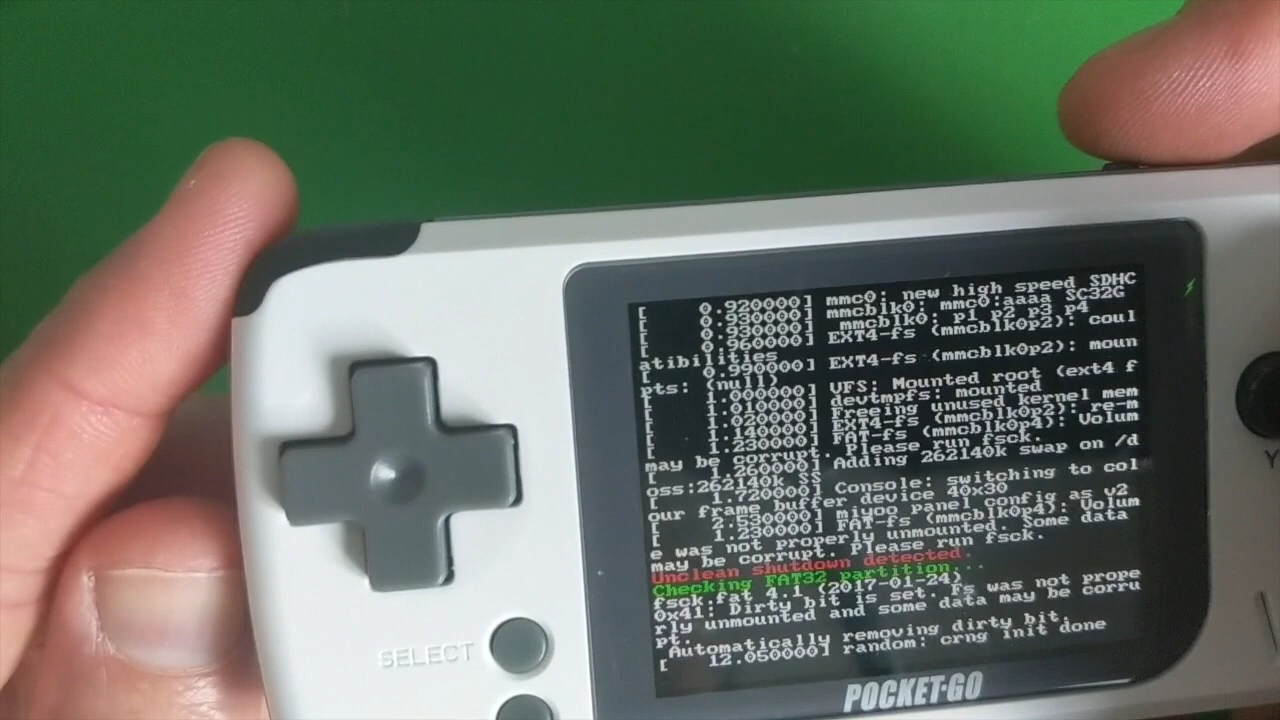 [ 0.920000] mmc0: new high speed SDHC
[ 0.930000] mmcblk0: mmc0:aaaa SC32G
[ 0.930000] mmcblk0: p1 p2 p3 p4
[ 0.960000] EXT4-fs (mmcblk0p2): coul
atibilities
[ 0.990000] EXT4-fs (mmcblk0p2): moun
pts: (null)
[ 1.000000] VFS: Mounted root (ext4 f
[ 1.010000] devtmpfs: mounted
[ 1.020000] Freeing unused kernel mem
[ 1.140000] EXT4-fs (mmcblk0p2): re-m
[ 1.230000] FAT-fs (mmcblk0p4): Volum
may be corrupt. Please run fsck.
[ 1.260000] Adding 262140k swap on /d
oss:262140k SS
[ 1.720000] Console: switching to col
our frame buffer device 40x30
[ 2.530000] miyoo panel config as v2
[ 1.230000] FAT-fs (mmcblk0p4): Volum
e was not properly unmounted. Some data
may be corrupt. Please run fsck.
Unclean shutdown detected.
Checking FAT32 partition...
fsck.fat 4.1 (2017-01-24)
0x41: Dirty bit is set. Fs was not prope
rly unmounted and some data may be corru
pt.
Automatically removing dirty bit.
[ 12.050000] random: crng init done
Y
SELECT
POCKET-GO